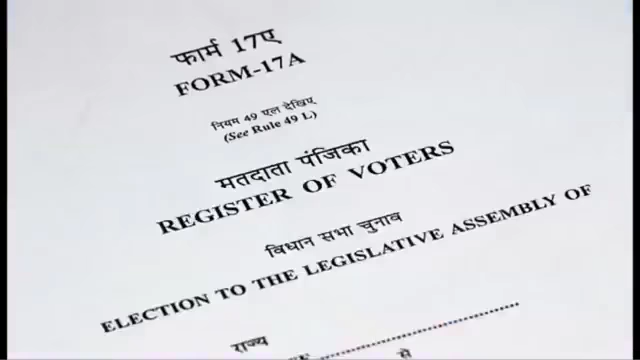 फार्म 17ए
FORM-17A
नियम 49 एल देखिए
(See Rule 49 L)
मतदाता पंजिका
REGISTER OF VOTERS
विधान सभा चुनाव
ELECTION TO THE LEGISLATIVE ASSEMBLY OF
राज्य
से